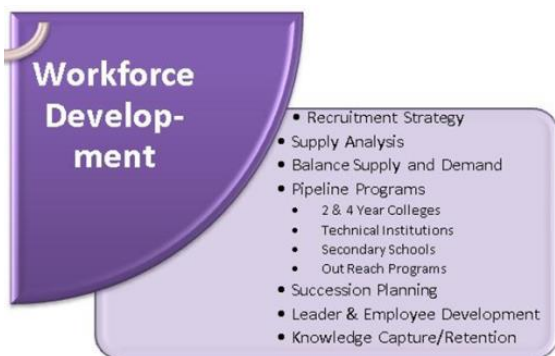 Workforce
Develop-
ment
• Recruitment Strategy
• Supply Analysis
• Balance Supply and Demand
• Pipeline Programs
• 2 & 4 Year Colleges
• Technical Institutions
• Secondary Schools
• Out Reach Programs
• Succession Planning
• Leader & Employee Development
• Knowledge Capture/Retention